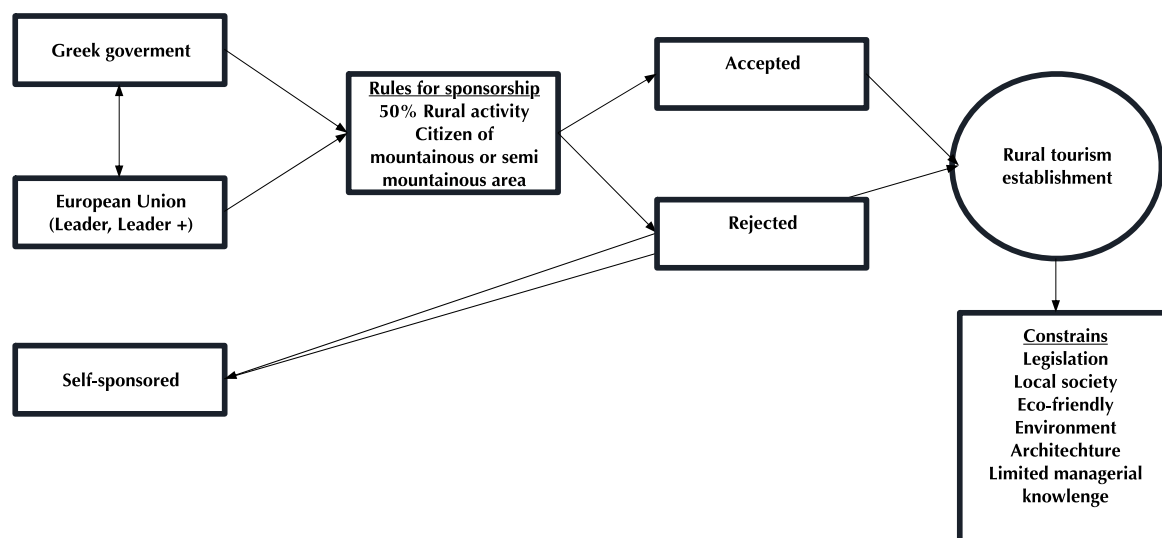 Greek goverment
European Union
(Leader, Leader +)
Self-sponsored
Rules for sponsorship
50% Rural activity
Citizen of
mountainous or semi
mountainous area
Accepted
Rejected
Rural tourism
establishment
Constrains
Legislation
Local society
Eco-friendly
Environment
Architechture
Limited managerial
knowlenge